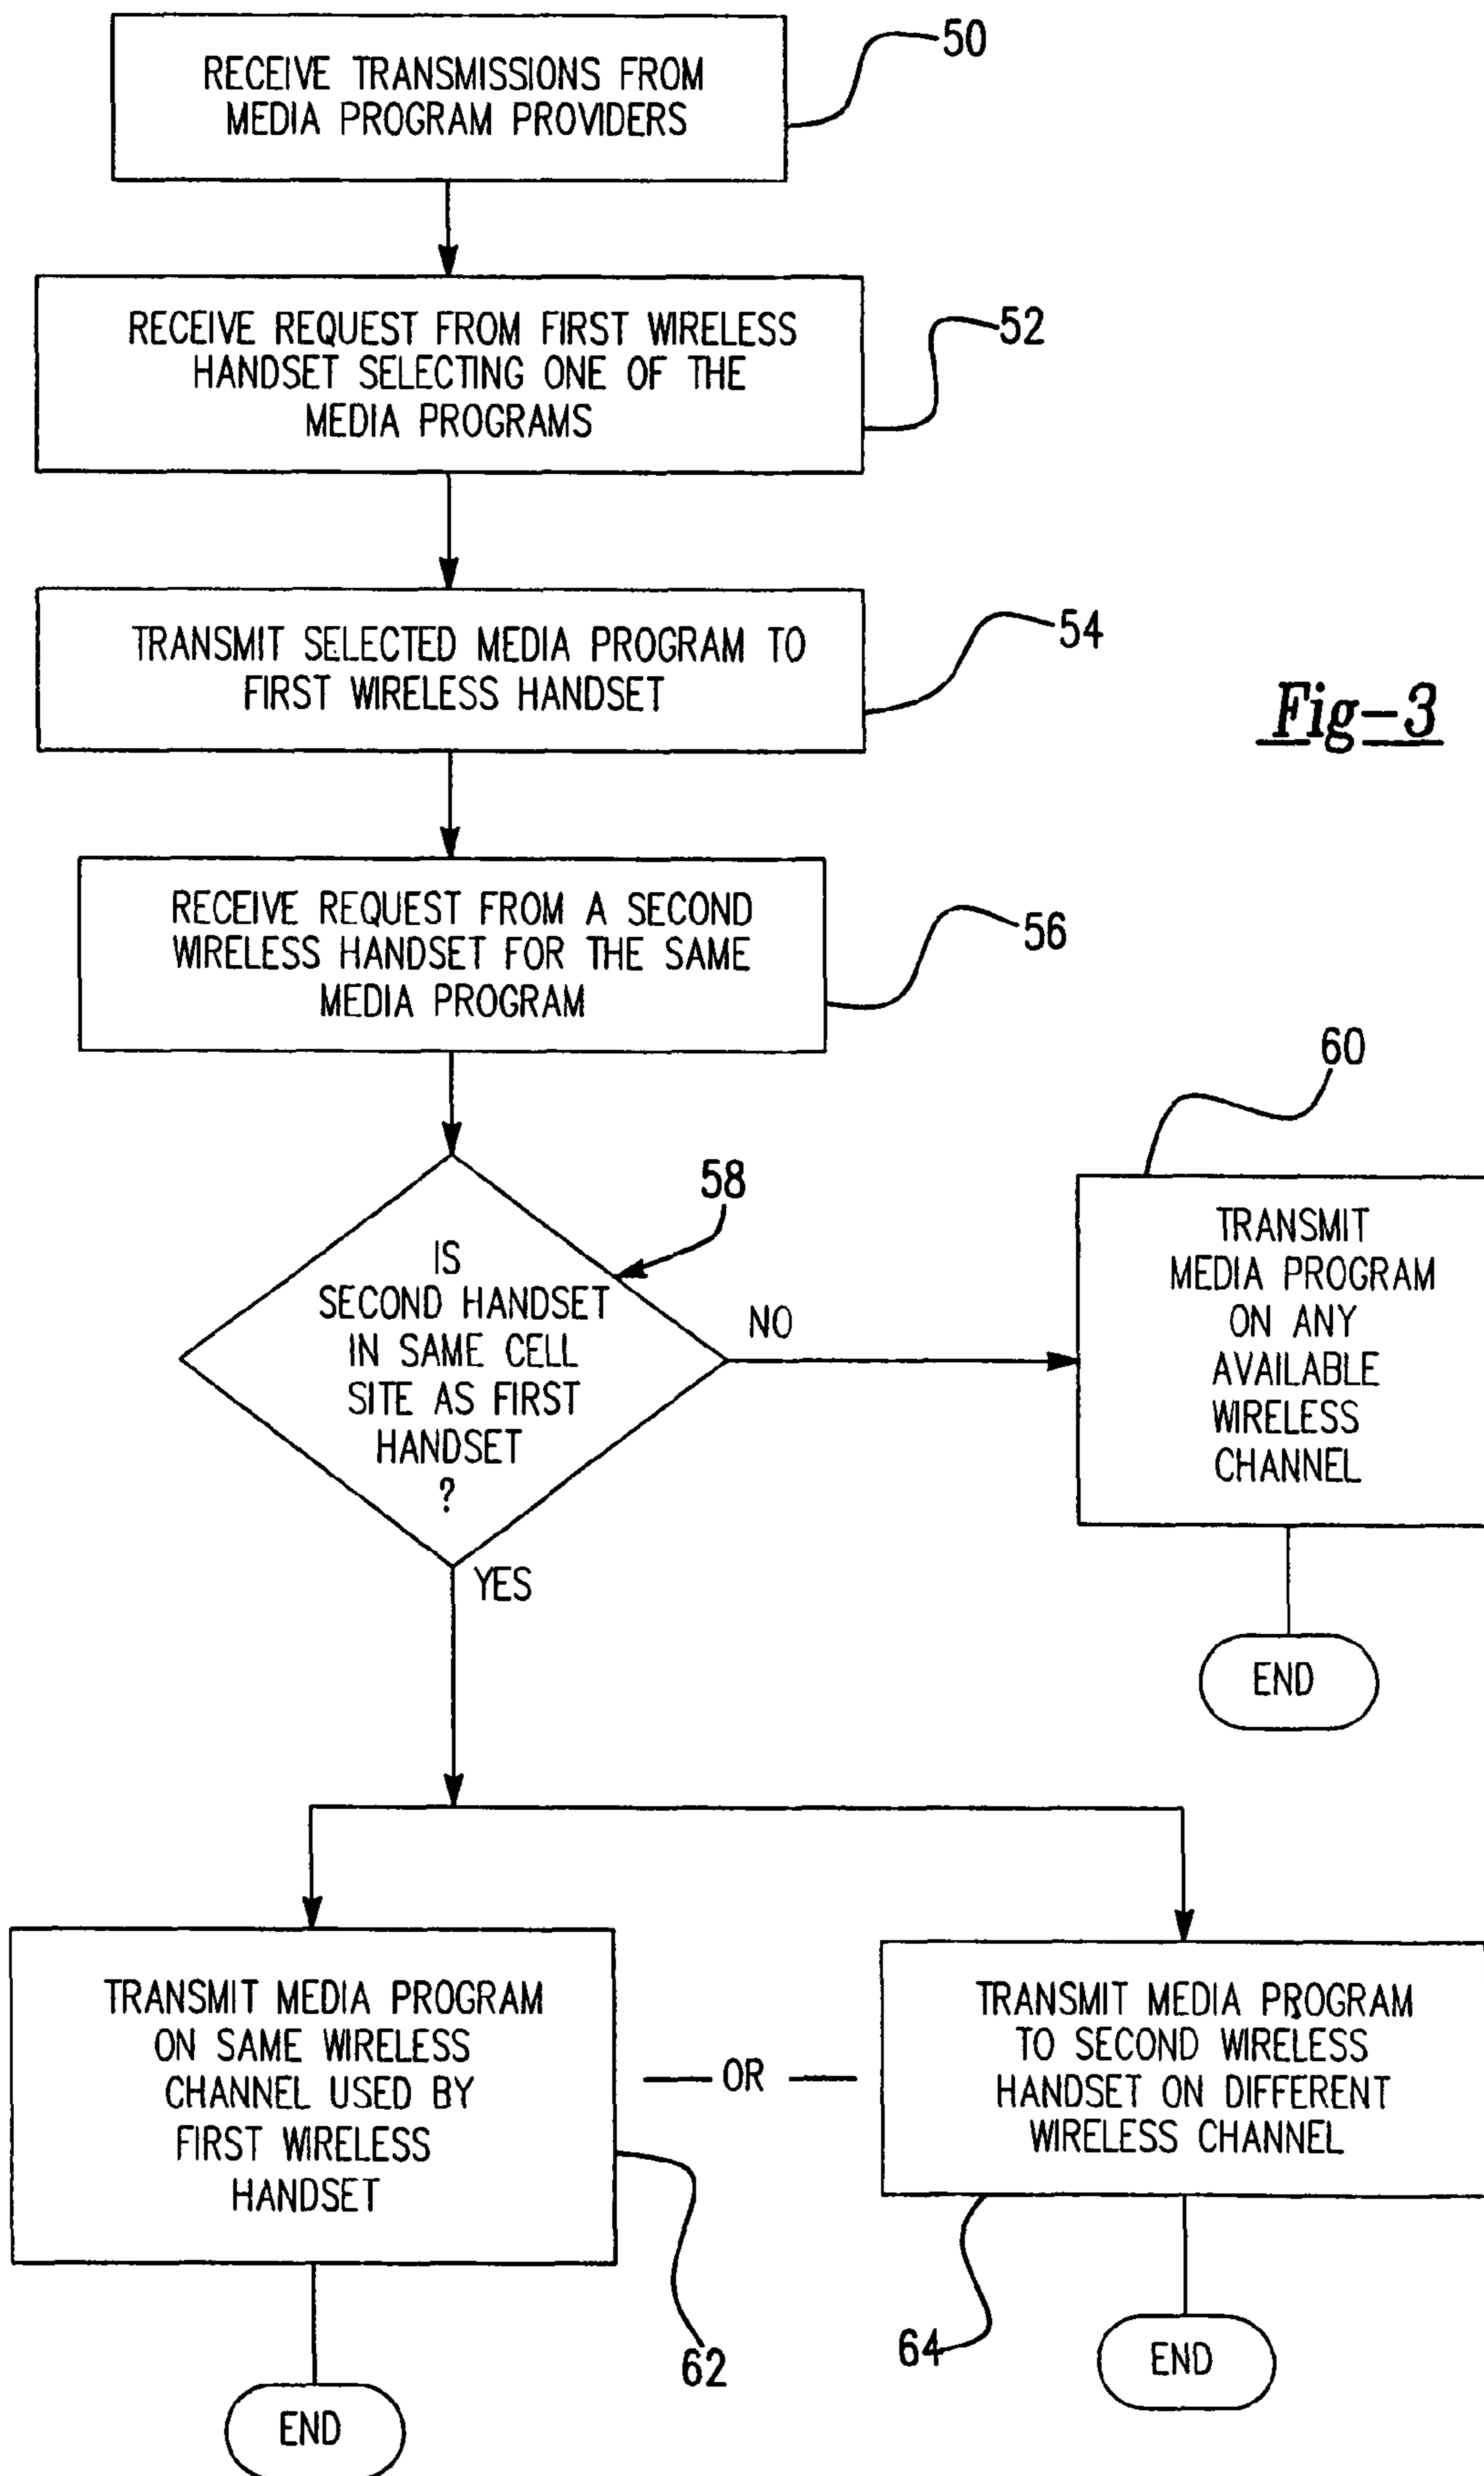 50
RECEIVE TRANSMISSIONS FROM
MEDIA PROGRAM PROVIDERS
52
RECEIVE REQUEST FROM FIRST WIRELESS
HANDSET SELECTING ONE OF THE
MEDIA PROGRAMS
54
TRANSMIT SELECTED MEDIA PROGRAM TO
FIRST WIRELESS HANDSET
Fig-3
RECEIVE REQUEST FROM A SECOND
WIRELESS HANDSET FOR THE SAME
MEDIA PROGRAM
56
60
58
IS
SECOND HANDSET
IN SAME CELL
SITE AS FIRST
HANDSET
?
NO
YES
TRANSMIT
MEDIA PROGRAM
ON ANY
AVAILABLE
WIRELESS
CHANNEL
END
TRANSMIT MEDIA PROGRAM
ON SAME WIRELESS
CHANNEL USED BY
FIRST WIRELESS
HANDSET
OR
TRANSMIT MEDIA PROGRAM
TO SECOND WIRELESS
HANDSET ON DIFFERENT
WIRELESS CHANNEL
62
64
END
END